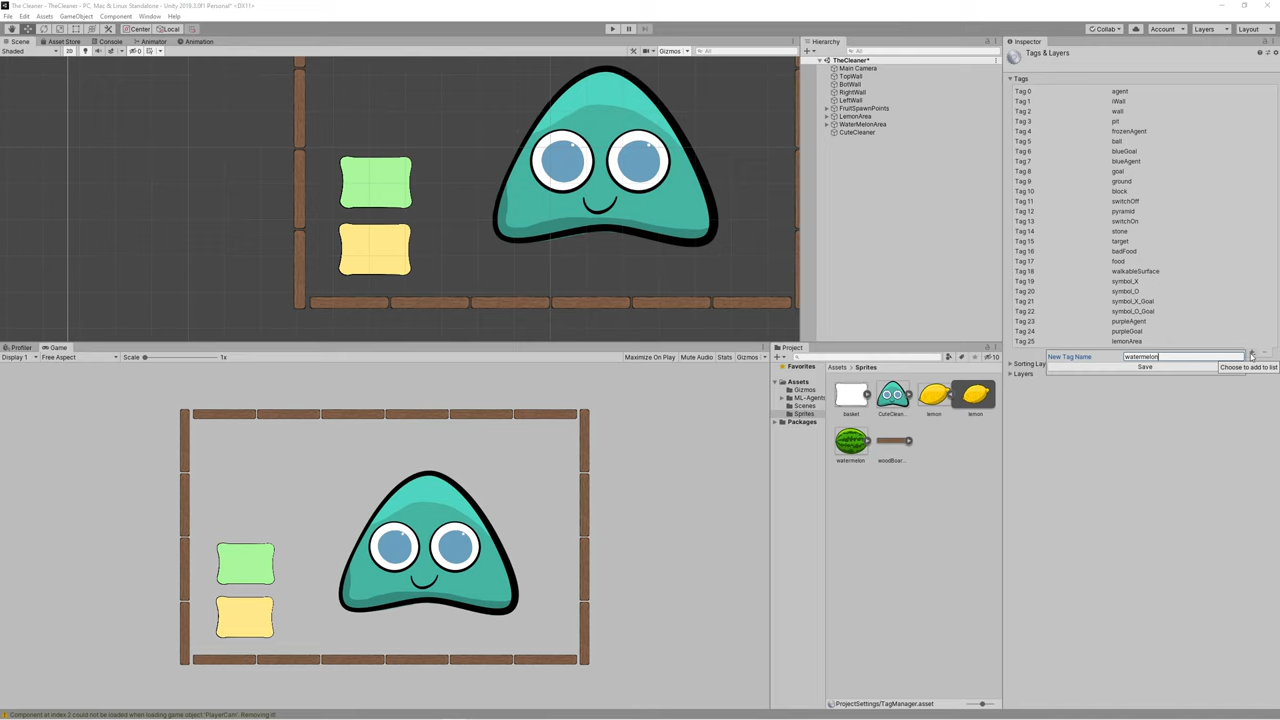 The Cleaner - TheCleaner - PC, Mac & Linux Standalone - Unity 2019.3.0f1 Personal* <DX11>
File Edit Assets GameObject Component Window Help
Center Local
Collab Account Layers Layout
Scene Asset Store Console Animator Animation
Shaded 2D Gizmos All
Hierarchy
All
TheCleaner*
Main Camera
TopWall
BotWall
RightWall
LeftWall
FruitSpawnPoints
LemonArea
WaterMelonArea
CuteCleaner
Inspector
Tags & Layers
Tags
Tag 0 agent
Tag 1 iWall
Tag 2 wall
Tag 3 pit
Tag 4 frozenAgent
Tag 5 ball
Tag 6 blueGoal
Tag 7 blueAgent
Tag 8 goal
Tag 9 ground
Tag 10 block
Tag 11 switchOff
Tag 12 pyramid
Tag 13 switchOn
Tag 14 stone
Tag 15 target
Tag 16 badFood
Tag 17 food
Tag 18 walkableSurface
Tag 19 symbol_X
Tag 20 symbol_O
Tag 21 symbol_X_Goal
Tag 22 symbol_O_Goal
Tag 23 purpleAgent
Tag 24 purpleGoal
Tag 25 lemonArea
New Tag Name watermelon
Save
Choose to add to list
Sorting Lay
Layers
Profiler Game
Display 1 Free Aspect Scale 1x Maximize On Play Mute Audio Stats Gizmos
Project
10
Favorites
Assets
Gizmos
ML-Agents
Scenes
Sprites
Packages
Assets Sprites
basket CuteClean... lemon lemon
watermelon woodBoar...
ProjectSettings/TagManager.asset
Component at index 2 could not be loaded when loading game object 'PlayerCam'. Removing it!